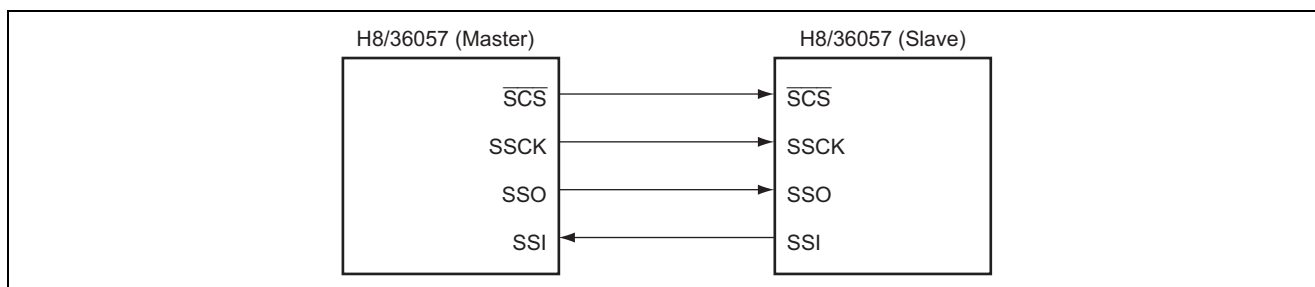 H8/36057 (Master) H8/36057 (Slave)
SCS SCS
SSCK SSCK
SSO SSO
SSI SSI